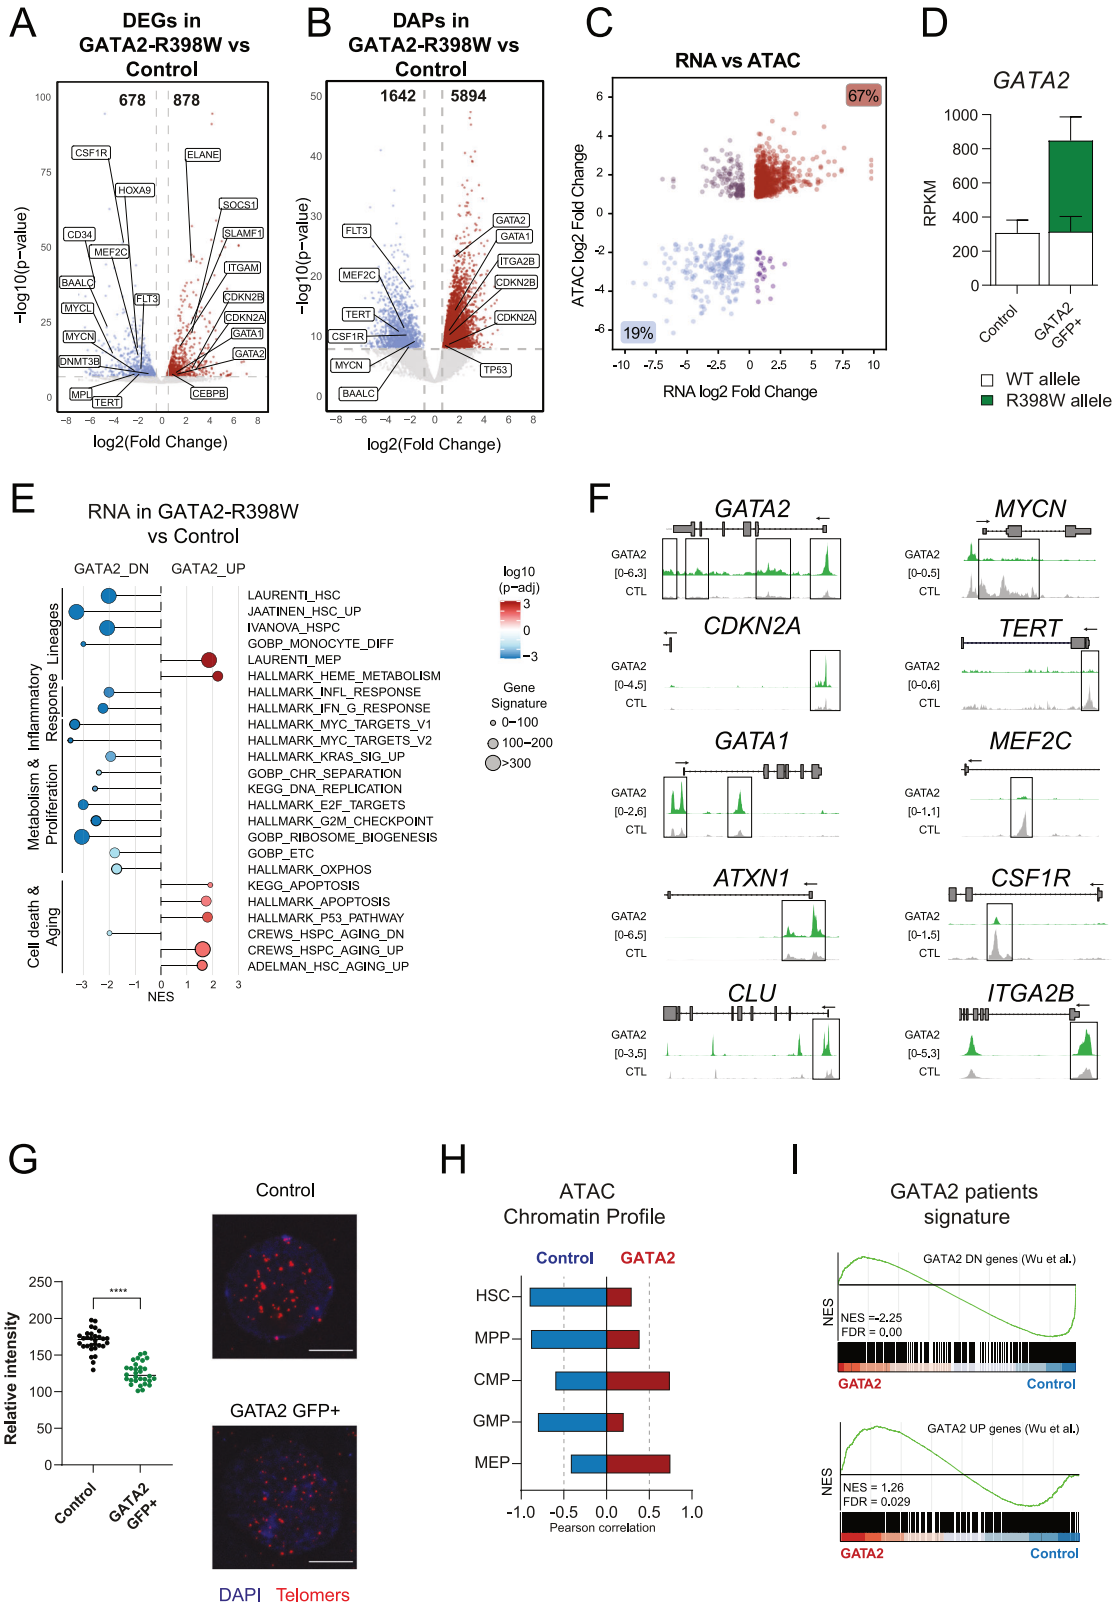 A
DEGs in
GATA2-R398W vs
Control
678
878
100
75
50
25
0
−log10(p−value)
CSF1R
ELANE
HOXA9
SOCS1
CD34
SLAMF1
MEF2C
BAALC
ITGAM
FLT3
CDKN2B
MYCL
CDKN2A
MYCN
GATA1
DNMT3B
GATA2
MPL
CEBPB
TERT
−8 −6 −4 −2 0 2 4 6 8
log2(Fold Change)
B
DAPs in
GATA2-R398W vs
Control
1642
5894
50
40
30
20
10
0
−log10(p−value)
GATA2
FLT3
GATA1
ITGA2B
MEF2C
CDKN2B
TERT
CDKN2A
CSF1R
MYCN
TP53
BAALC
−8 −6 −4 −2 0 2 4 6 8
log2(Fold Change)
C
RNA vs ATAC
67%
19%
6
4
2
0
-2
-4
-6
ATAC log2 Fold Change
-10 -7.5 -5 -2.5 0 2.5 5 7.5 10
RNA log2 Fold Change
D
GATA2
1000
800
600
400
200
0
RPKM
Control
GATA2
GFP+
WT allele
R398W allele
E
RNA in GATA2-R398W
vs Control
GATA2_DN
GATA2_UP
Lineages
Inflammatory
Response
Metabolism &
Proliferation
Cell death &
Aging
LAURENTI_HSC
JAATINEN_HSC_UP
IVANOVA_HSPC
GOBP_MONOCYTE_DIFF
LAURENTI_MEP
HALLMARK_HEME_METABOLISM
HALLMARK_INFL_RESPONSE
HALLMARK_IFN_G_RESPONSE
HALLMARK_MYC_TARGETS_V1
HALLMARK_MYC_TARGETS_V2
HALLMARK_KRAS_SIG_UP
GOBP_CHR_SEPARATION
KEGG_DNA_REPLICATION
HALLMARK_E2F_TARGETS
HALLMARK_G2M_CHECKPOINT
GOBP_RIBOSOME_BIOGENESIS
GOBP_ETC
HALLMARK_OXPHOS
KEGG_APOPTOSIS
HALLMARK_APOPTOSIS
HALLMARK_P53_PATHWAY
CREWS_HSPC_AGING_DN
CREWS_HSPC_AGING_UP
ADELMAN_HSC_AGING_UP
−3 −2 −1 0 1 2 3
NES
log10
(p-adj)
3
0
−3
Gene
Signature
0−100
100−200
>300
F
GATA2
GATA2
[0-6.3]
CTL
MYCN
GATA2
[0-0.5]
CTL
CDKN2A
GATA2
[0-4.5]
CTL
TERT
GATA2
[0-0.6]
CTL
GATA1
GATA2
[0-2.6]
CTL
MEF2C
GATA2
[0-1.1]
CTL
ATXN1
GATA2
[0-6.5]
CTL
CSF1R
GATA2
[0-1.5]
CTL
CLU
GATA2
[0-3.5]
CTL
ITGA2B
GATA2
[0-5.3]
CTL
G
Relative intensity
250
200
150
100
50
0
****
Control
GATA2
GFP+
Control
GATA2 GFP+
DAPI Telomers
H
ATAC
Chromatin Profile
Control
GATA2
HSC
MPP
CMP
GMP
MEP
-1.0 -0.5 0.0 0.5 1.0
Pearson correlation
I
GATA2 patients
signature
GATA2 DN genes (Wu et al.)
NES
NES =-2.25
FDR = 0.00
GATA2
Control
GATA2 UP genes (Wu et al.)
NES
NES = 1.26
FDR = 0.029
GATA2
Control